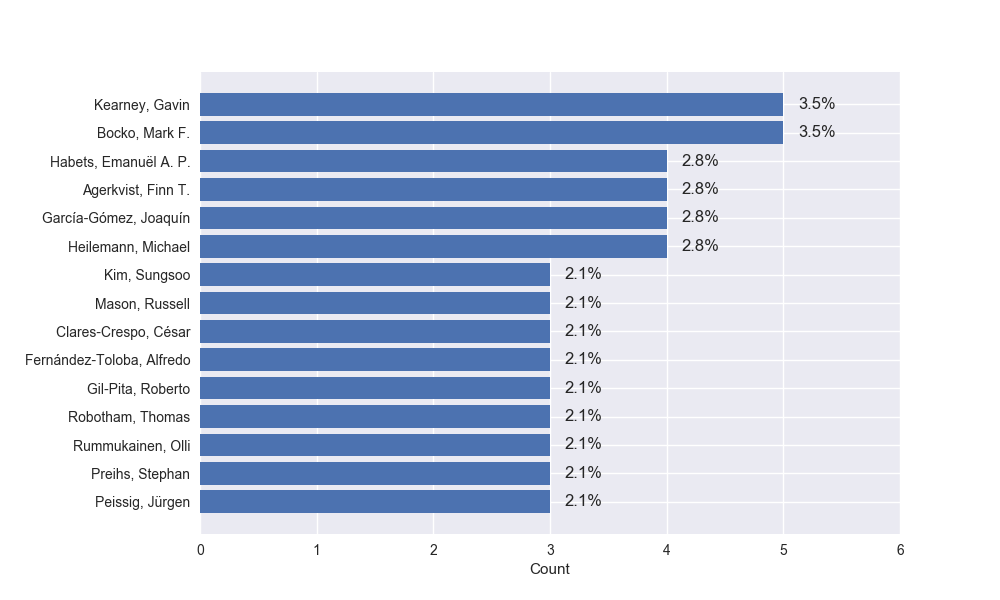 Kearney, Gavin 3.5%
Bocko, Mark F. 3.5%
Habets, Emanuël A. P. 2.8%
Agerkvist, Finn T. 2.8%
García-Gómez, Joaquín 2.8%
Heilemann, Michael 2.8%
Kim, Sungsoo 2.1%
Mason, Russell 2.1%
Clares-Crespo, César 2.1%
Fernández-Toloba, Alfredo 2.1%
Gil-Pita, Roberto 2.1%
Robotham, Thomas 2.1%
Rummukainen, Olli 2.1%
Preihs, Stephan 2.1%
Peissig, Jürgen 2.1%
0 1 2 3 4 5 6
Count